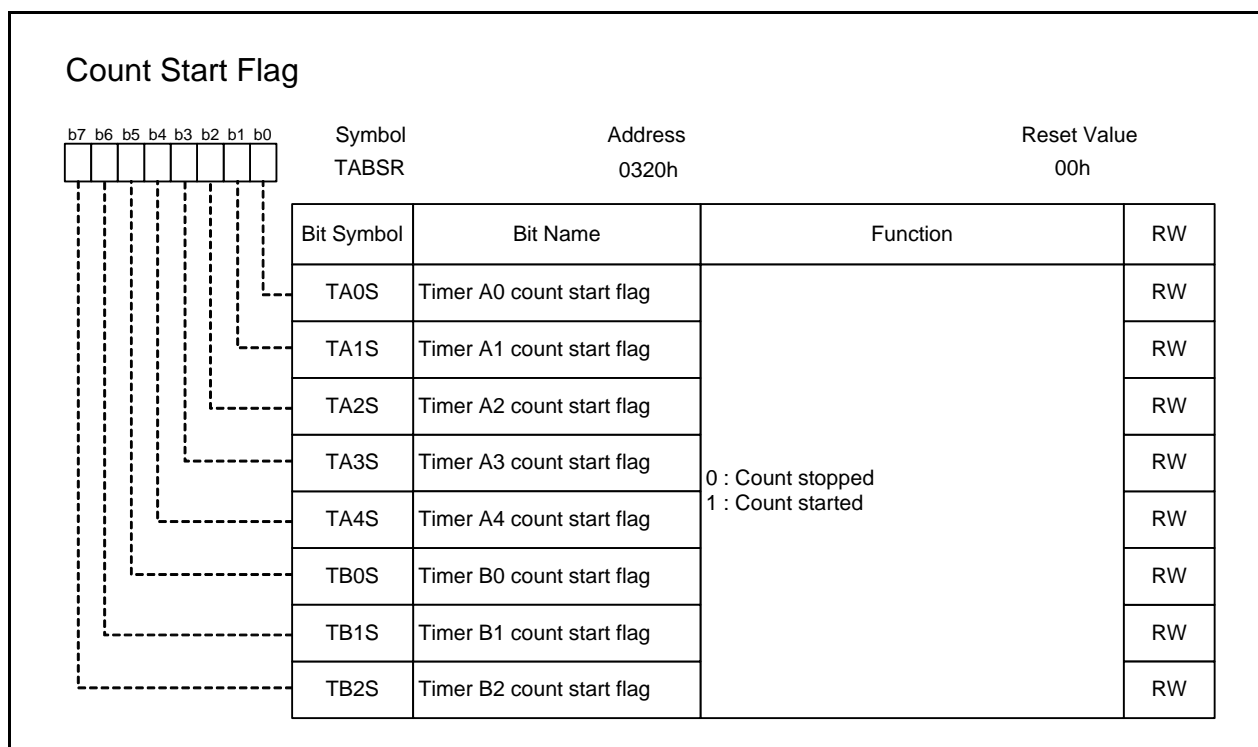 Count Start Flag
b7 b6 b5 b4 b3 b2 b1 b0
Symbol Address Reset Value
TABSR 0320h 00h
Bit Symbol Bit Name Function RW
TA0S Timer A0 count start flag RW
TA1S Timer A1 count start flag RW
TA2S Timer A2 count start flag RW
TA3S Timer A3 count start flag RW
0 : Count stopped
1 : Count started
TA4S Timer A4 count start flag RW
TB0S Timer B0 count start flag RW
TB1S Timer B1 count start flag RW
TB2S Timer B2 count start flag RW